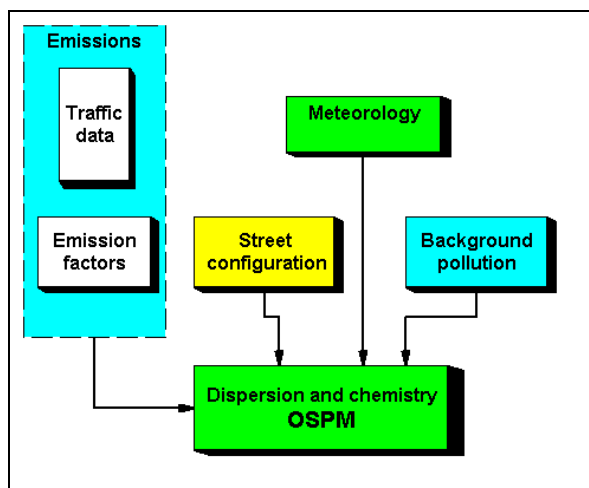 Emissions
Traffic
data
Meteorology
Emission
factors
Street
configuration
Background
pollution
Dispersion and chemistry
OSPM